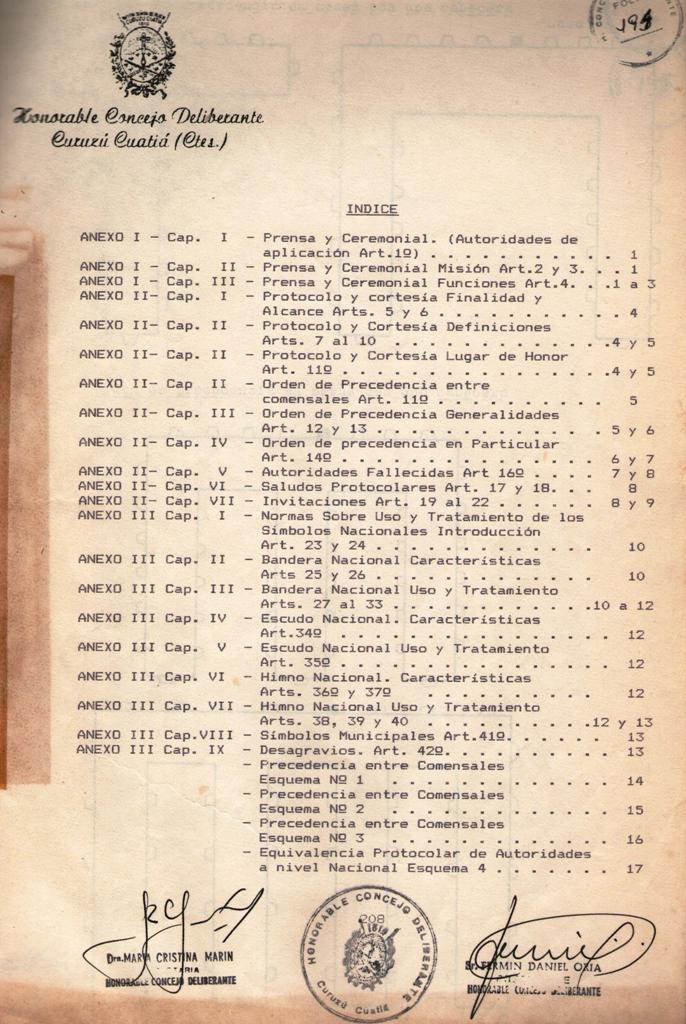 194
Honorable Concejo Deliberante
Curuzú Cuatiá (Ctes.)
INDICE
ANEXO I - Cap. I - Prensa y Ceremonial. (Autoridades de
aplicación Art.1º) . . . . . . . . . . . 1
ANEXO I - Cap. II - Prensa y Ceremonial Misión Art.2 y 3. . . 1
ANEXO I - Cap. III - Prensa y Ceremonial Funciones Art.4. . .1 a 3
ANEXO II- Cap. I - Protocolo y cortesía Finalidad y
Alcance Arts. 5 y 6 . . . . . . . . . . . 4
ANEXO II- Cap. II - Protocolo y Cortesía Definiciones
Arts. 7 al 10 . . . . . . . . . . . . . .4 y 5
ANEXO II- Cap. II - Protocolo y Cortesía Lugar de Honor
Art. 11º . . . . . . . . . . . . . . . .4 y 5
ANEXO II- Cap II - Orden de Precedencia entre
comensales Art. 11º . . . . . . . . . . 5
ANEXO II- Cap. III - Orden de Precedencia Generalidades
Art. 12 y 13 . . . . . . . . . . . . . . 5 y 6
ANEXO II- Cap. IV - Orden de precedencia en Particular
Art. 14º . . . . . . . . . . . . . . . 6 y 7
ANEXO II- Cap. V - Autoridades Fallecidas Art 16º . . . . 7 y 8
ANEXO II- Cap. VI - Saludos Protocolares Art. 17 y 18. . . 8
ANEXO II- Cap. VII - Invitaciones Art. 19 al 22 . . . . . . 8 y 9
ANEXO III Cap. I - Normas Sobre Uso y Tratamiento de los
Símbolos Nacionales Introducción
Art. 23 y 24 . . . . . . . . . . . . . 10
ANEXO III Cap. II - Bandera Nacional Características
Arts 25 y 26 . . . . . . . . . . . . . 10
ANEXO III Cap. III - Bandera Nacional Uso y Tratamiento
Arts. 27 al 33 . . . . . . . . . . . . .10 a 12
ANEXO III Cap. IV - Escudo Nacional. Características
Art.34º . . . . . . . . . . . . . . . 12
ANEXO III Cap. V - Escudo Nacional Uso y Tratamiento
Art. 35º . . . . . . . . . . . . . . . 12
ANEXO III Cap. VI - Himno Nacional. Características
Arts. 36º y 37º . . . . . . . . . . . 12
ANEXO III Cap. VII - Himno Nacional Uso y Tratamiento
Arts. 38, 39 y 40 . . . . . . . . . . .12 y 13
ANEXO III Cap.VIII - Símbolos Municipales Art.41º. . . . . . 13
ANEXO III Cap. IX - Desagravios. Art. 42º. . . . . . . . . . 13
- Precedencia entre Comensales
Esquema Nº 1 . . . . . . . . . . . . . 14
- Precedencia entre Comensales
Esquema Nº 2 . . . . . . . . . . . . . 15
- Precedencia entre Comensales
Esquema Nº 3 . . . . . . . . . . . . . 16
- Equivalencia Protocolar de Autoridades
a nivel Nacional Esquema 4 . . . . . . . 17
HONORABLE CONCEJO DELIBERANTE
208
1810
Curuzú Cuatiá
Dra.MARIA CRISTINA MARIN
HONORABLE CONCEJO DELIBERANTE
Sr.FERMIN DANIEL ORIA
HONORABLE CONCEJO DELIBERANTE